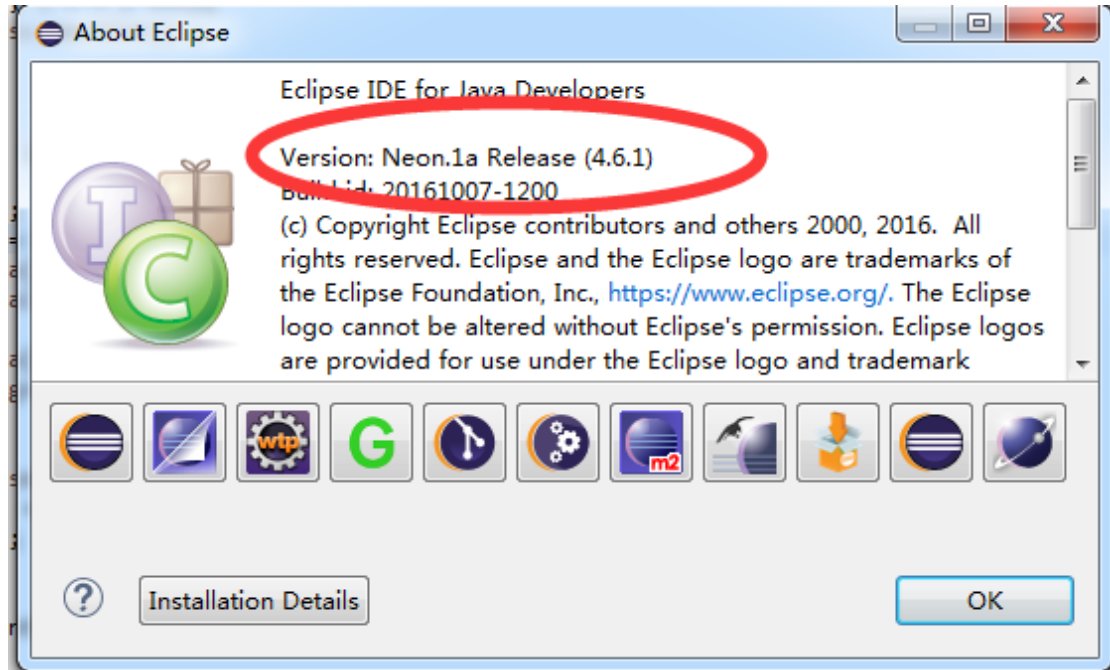 About Eclipse
Eclipse IDE for Java Developers
Version: Neon.1a Release (4.6.1)
Build id: 20161007-1200
(c) Copyright Eclipse contributors and others 2000, 2016.  All
rights reserved. Eclipse and the Eclipse logo are trademarks of
the Eclipse Foundation, Inc., https://www.eclipse.org/. The Eclipse
logo cannot be altered without Eclipse's permission. Eclipse logos
are provided for use under the Eclipse logo and trademark
I
C
wtp
G
m2
?
Installation Details
OK